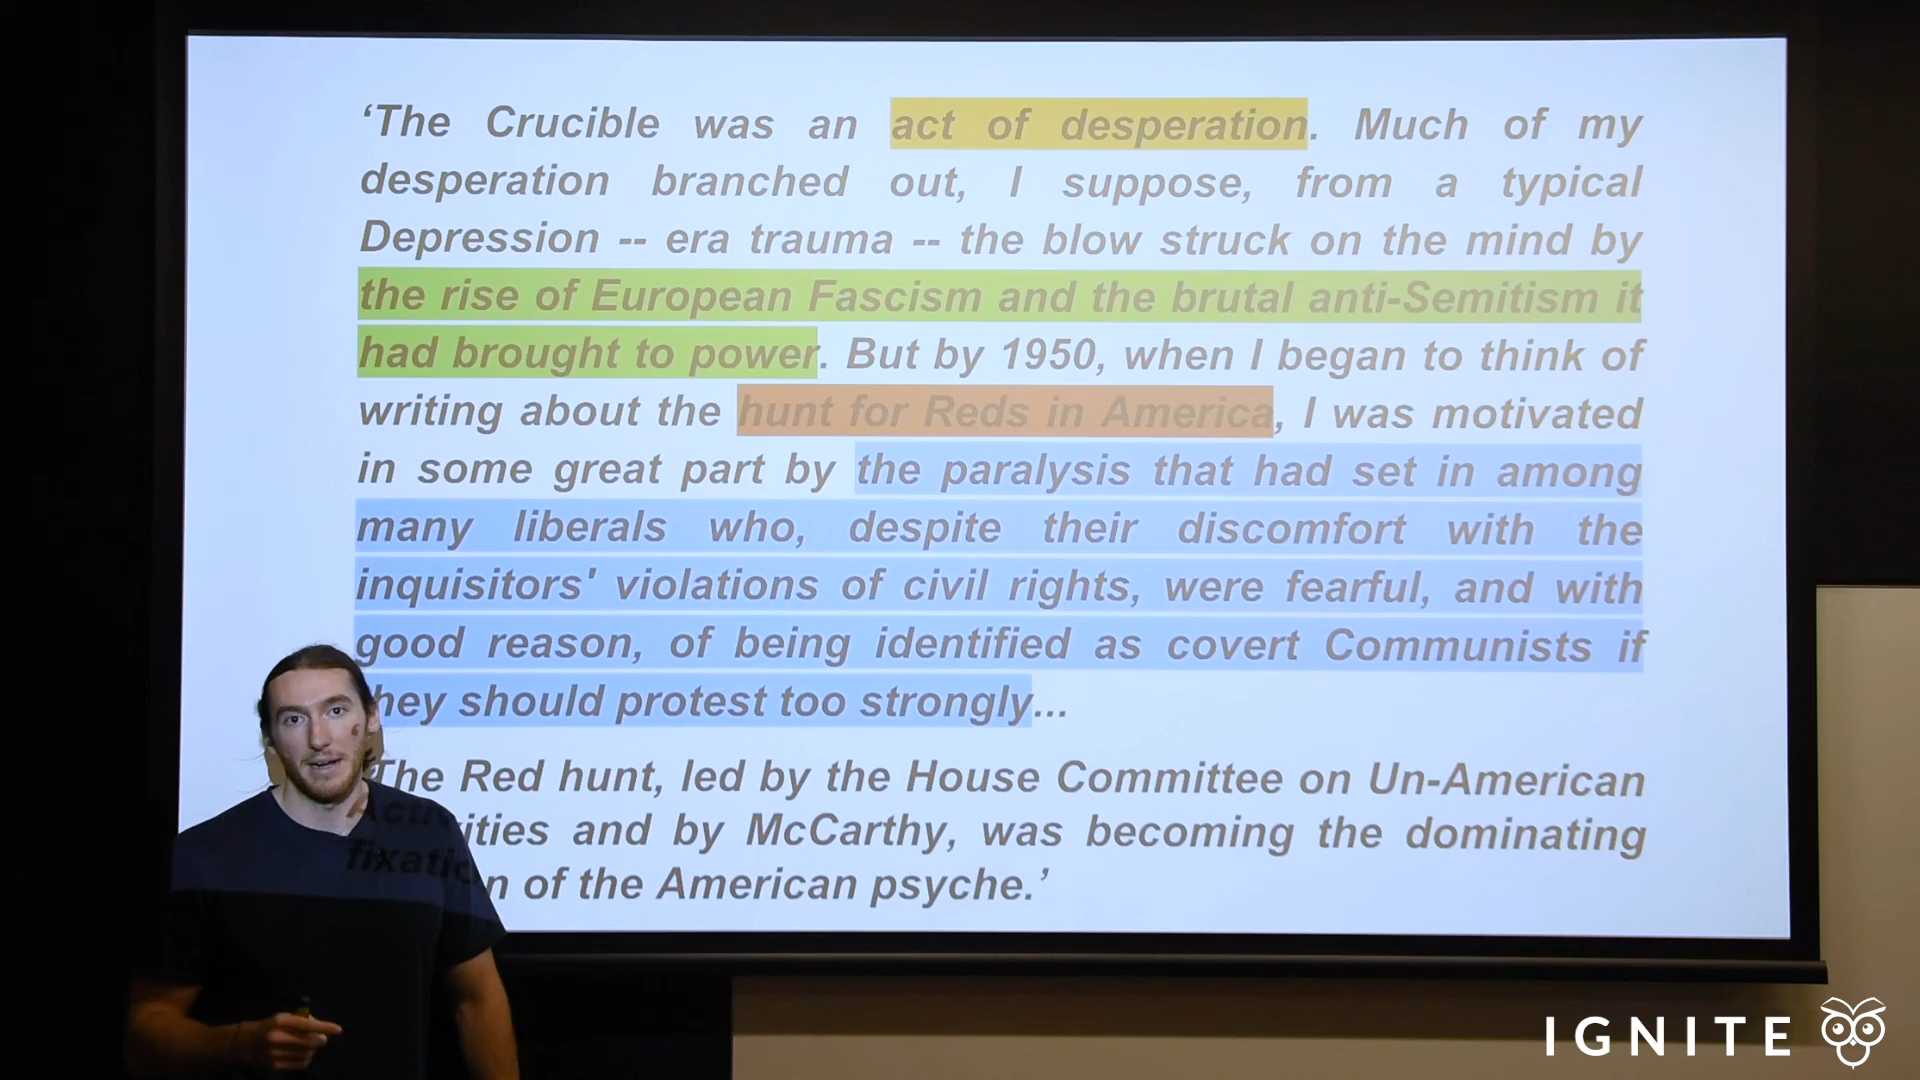 ‘The Crucible was an act of desperation. Much of my
desperation branched out, I suppose, from a typical
Depression -- era trauma -- the blow struck on the mind by
the rise of European Fascism and the brutal anti-Semitism it
had brought to power. But by 1950, when I began to think of
writing about the hunt for Reds in America, I was motivated
in some great part by the paralysis that had set in among
many liberals who, despite their discomfort with the
inquisitors' violations of civil rights, were fearful, and with
good reason, of being identified as covert Communists if
they should protest too strongly...
The Red hunt, led by the House Committee on Un-American
Activities and by McCarthy, was becoming the dominating
fixation of the American psyche.’
IGNITE